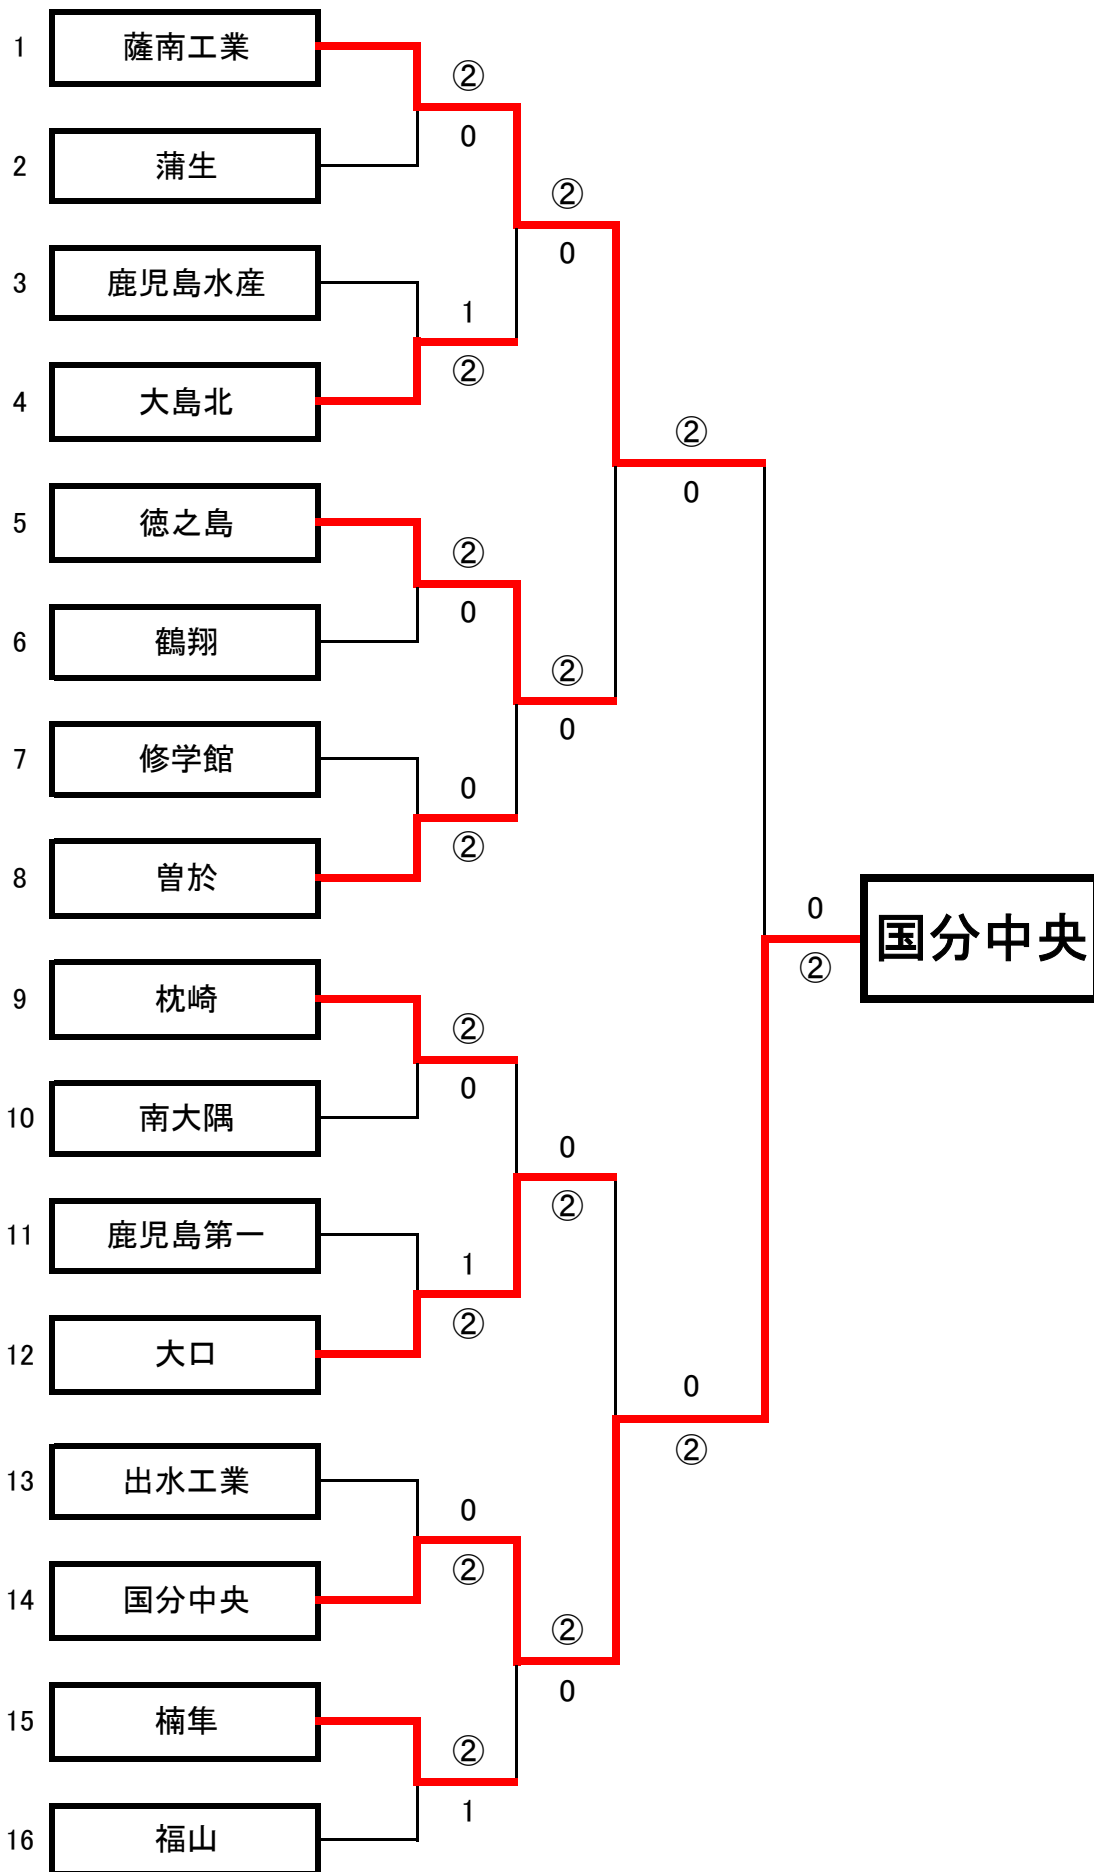 1 薩南工業
②
0
2 蒲生
②
0
3 鹿児島水産
1
②
4 大島北
②
0
5 徳之島
②
0
6 鶴翔
②
0
7 修学館
0
②
8 曽於
0
②
国分中央
9 枕崎
②
0
10 南大隅
0
②
11 鹿児島第一
1
②
12 大口
0
②
13 出水工業
0
②
14 国分中央
②
0
15 楠隼
②
1
16 福山